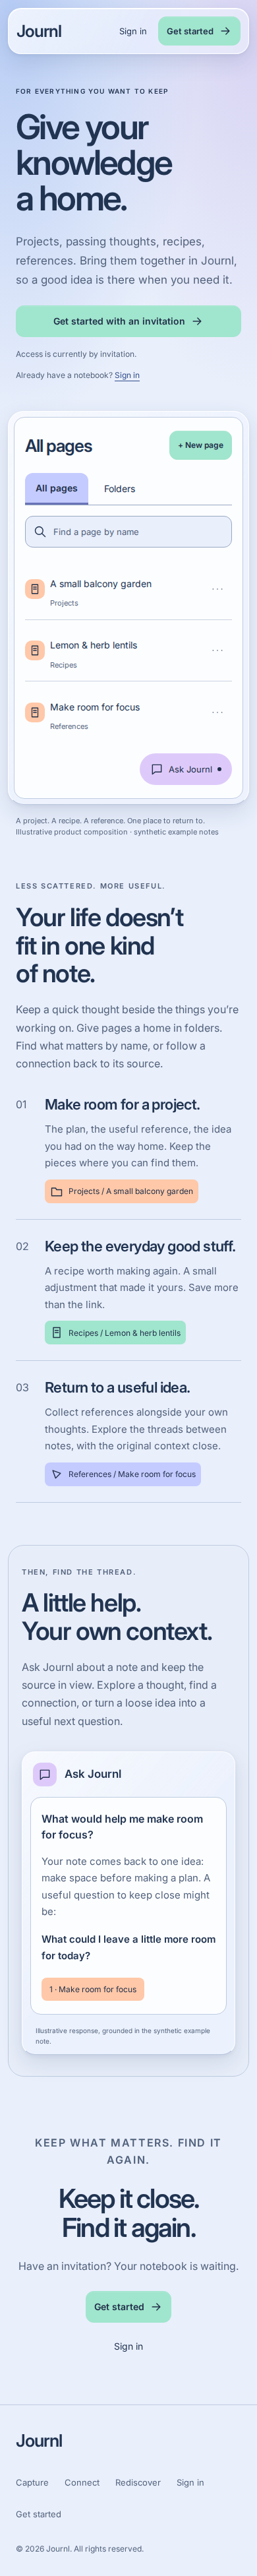 Journl
Sign in
Get started →
FOR EVERYTHING YOU WANT TO KEEP
Give your
knowledge
a home.
Projects, passing thoughts, recipes,
references. Bring them together in Journl,
so a good idea is there when you need it.
Get started with an invitation →
Access is currently by invitation.
Already have a notebook? Sign in
All pages
+ New page
All pages
Folders
Find a page by name
A small balcony garden
Projects
Lemon & herb lentils
Recipes
Make room for focus
References
Ask Journl
A project. A recipe. A reference. One place to return to.
Illustrative product composition · synthetic example notes
LESS SCATTERED. MORE USEFUL.
Your life doesn’t
fit in one kind
of note.
Keep a quick thought beside the things you’re
working on. Give pages a home in folders.
Find what matters by name, or follow a
connection back to its source.
01
Make room for a project.
The plan, the useful reference, the idea
you had on the way home. Keep the
pieces where you can find them.
Projects / A small balcony garden
02
Keep the everyday good stuff.
A recipe worth making again. A small
adjustment that made it yours. Save more
than the link.
Recipes / Lemon & herb lentils
03
Return to a useful idea.
Collect references alongside your own
thoughts. Explore the threads between
notes, with the original context close.
References / Make room for focus
THEN, FIND THE THREAD.
A little help.
Your own context.
Ask Journl about a note and keep the
source in view. Explore a thought, find a
connection, or turn a loose idea into a
useful next question.
Ask Journl
What would help me make room
for focus?
Your note comes back to one idea:
make space before making a plan. A
useful question to keep close might
be:
What could I leave a little more room
for today?
1 · Make room for focus
Illustrative response, grounded in the synthetic example
note.
KEEP WHAT MATTERS. FIND IT
AGAIN.
Keep it close.
Find it again.
Have an invitation? Your notebook is waiting.
Get started →
Sign in
Journl
Capture
Connect
Rediscover
Sign in
Get started
© 2026 Journl. All rights reserved.